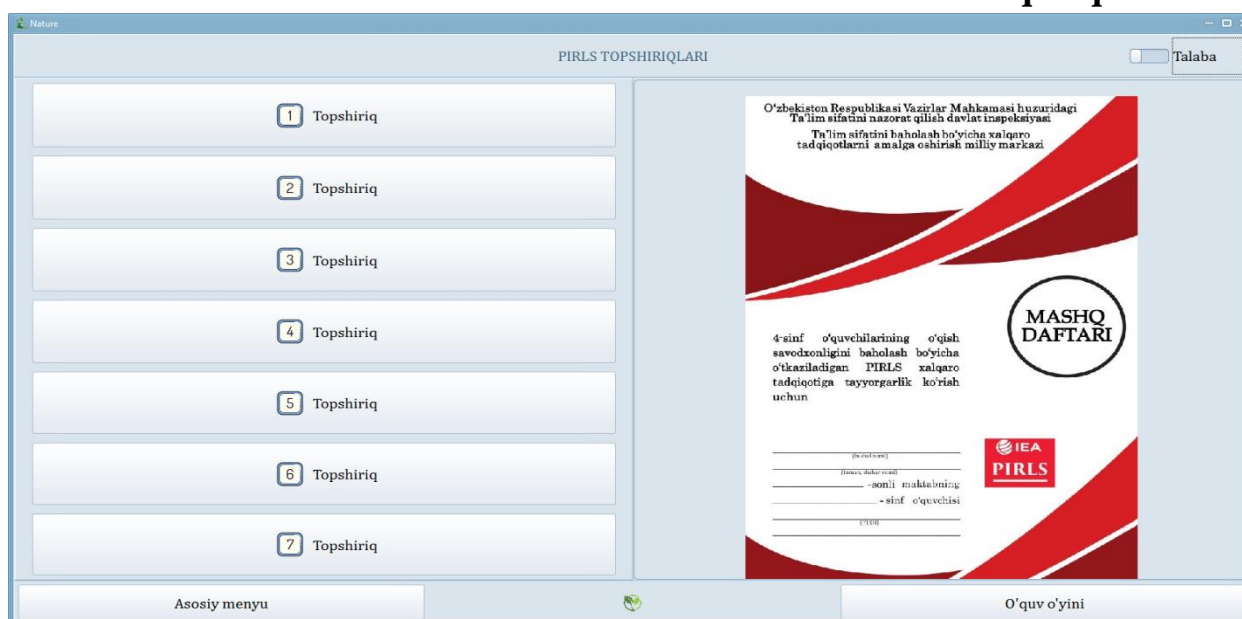 Nature
PIRLS TOPSHIRIQLARI
Talaba
1 Topshiriq
2 Topshiriq
3 Topshiriq
4 Topshiriq
5 Topshiriq
6 Topshiriq
7 Topshiriq
O‘zbekiston Respublikasi Vazirlar Mahkamasi huzuridagi
Ta’lim sifatini nazorat qilish davlat inspeksiyasi
Ta’lim sifatini baholash bo‘yicha xalqaro
tadqiqotlarni amalga oshirish milliy markazi
MASHQ
DAFTARI
4-sinf o‘quvchilarining o‘qish
savodxonligini baholash bo‘yicha
o‘tkaziladigan PIRLS xalqaro
tadqiqotiga tayyorgarlik ko‘rish
uchun
IEA
PIRLS
-sonli maktabning
- sinf o‘quvchisi
Asosiy menyu
O'quv o'yini